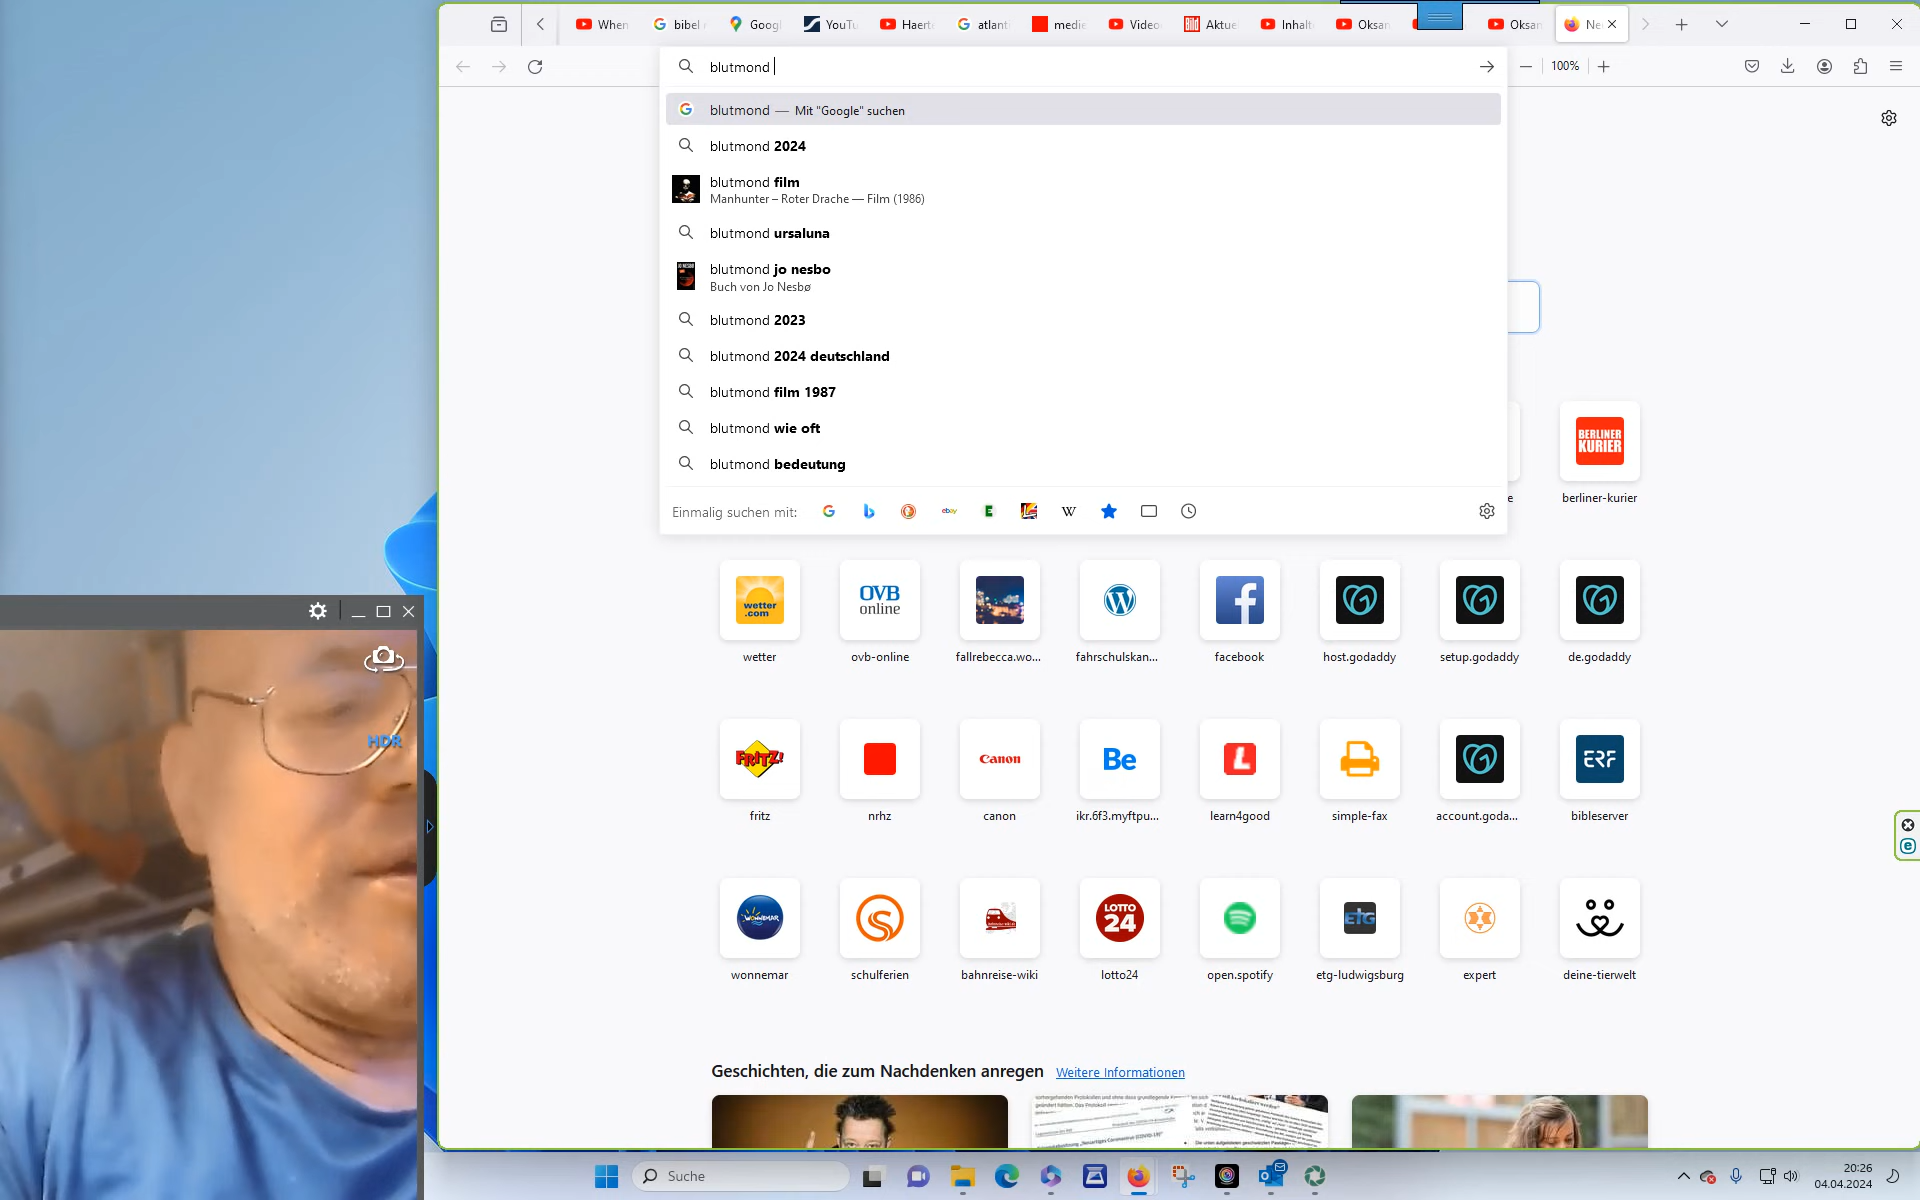 When
bibel
Googl
YouTu
Haerte
atlanti
medie
Video
Aktue
Inhalt
Oksan
Oksan
Ne
blutmond
100%
blutmond — Mit "Google" suchen
blutmond 2024
blutmond film
Manhunter – Roter Drache — Film (1986)
blutmond ursaluna
blutmond jo nesbo
Buch von Jo Nesbø
blutmond 2023
blutmond 2024 deutschland
blutmond film 1987
blutmond wie oft
blutmond bedeutung
Einmalig suchen mit:
BERLINER KURIER
e
berliner-kurier
wetter.com
OVB online
wetter
ovb-online
fallrebecca.wo...
fahrschulskan...
facebook
host.godaddy
setup.godaddy
de.godaddy
HDR
FRITZ!
Canon
Be
ERF
fritz
nrhz
canon
ikr.6f3.myftpu...
learn4good
simple-fax
account.goda...
bibleserver
WONNEMAR
LOTTO 24
ETG
wonnemar
schulferien
bahnreise-wiki
lotto24
open.spotify
etg-ludwigsburg
expert
deine-tierwelt
Geschichten, die zum Nachdenken anregen
Weitere Informationen
Suche
20:26
04.04.2024